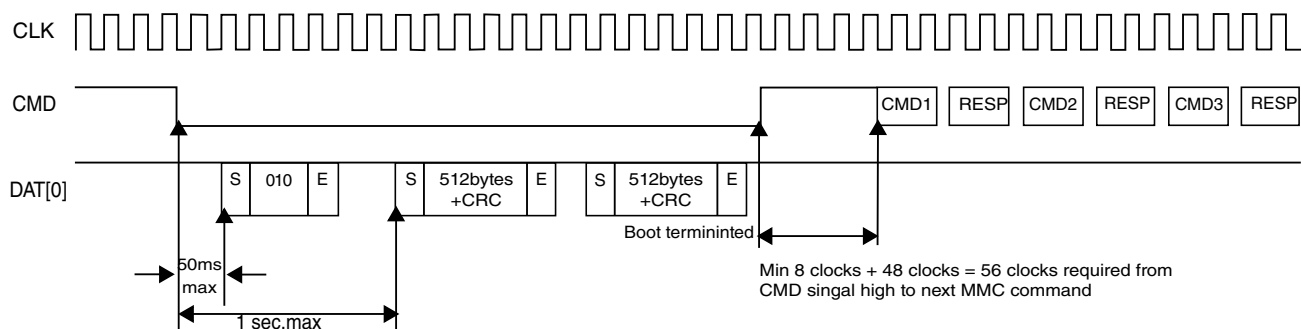 CLK
CMD
CMD1 RESP CMD2 RESP CMD3 RESP
DAT[0]
S 010 E S 512bytes +CRC E S 512bytes +CRC E
Boot termininted
50ms
max
1 sec.max
Min 8 clocks + 48 clocks = 56 clocks required from
CMD singal high to next MMC command